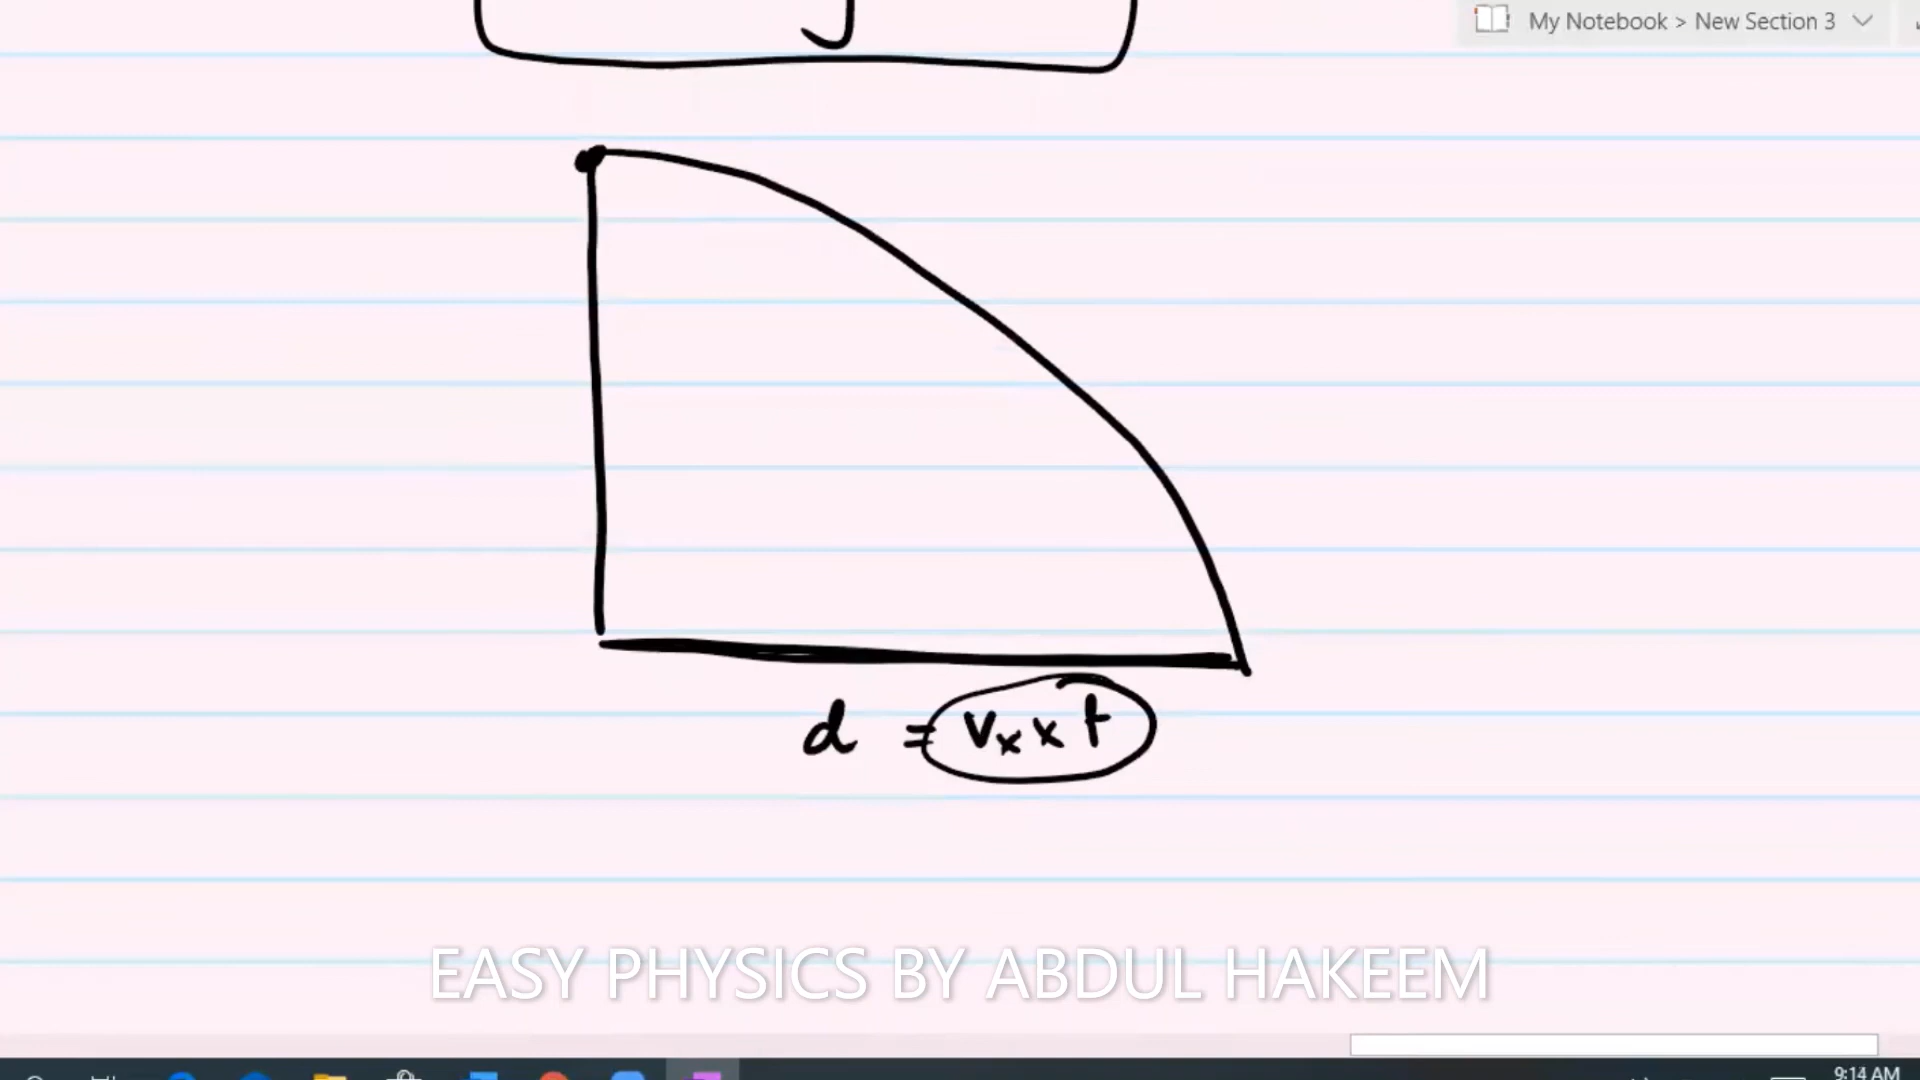 My Notebook > New Section 3
d = vₓ x t
EASY PHYSICS BY ABDUL HAKEEM
9:14 AM